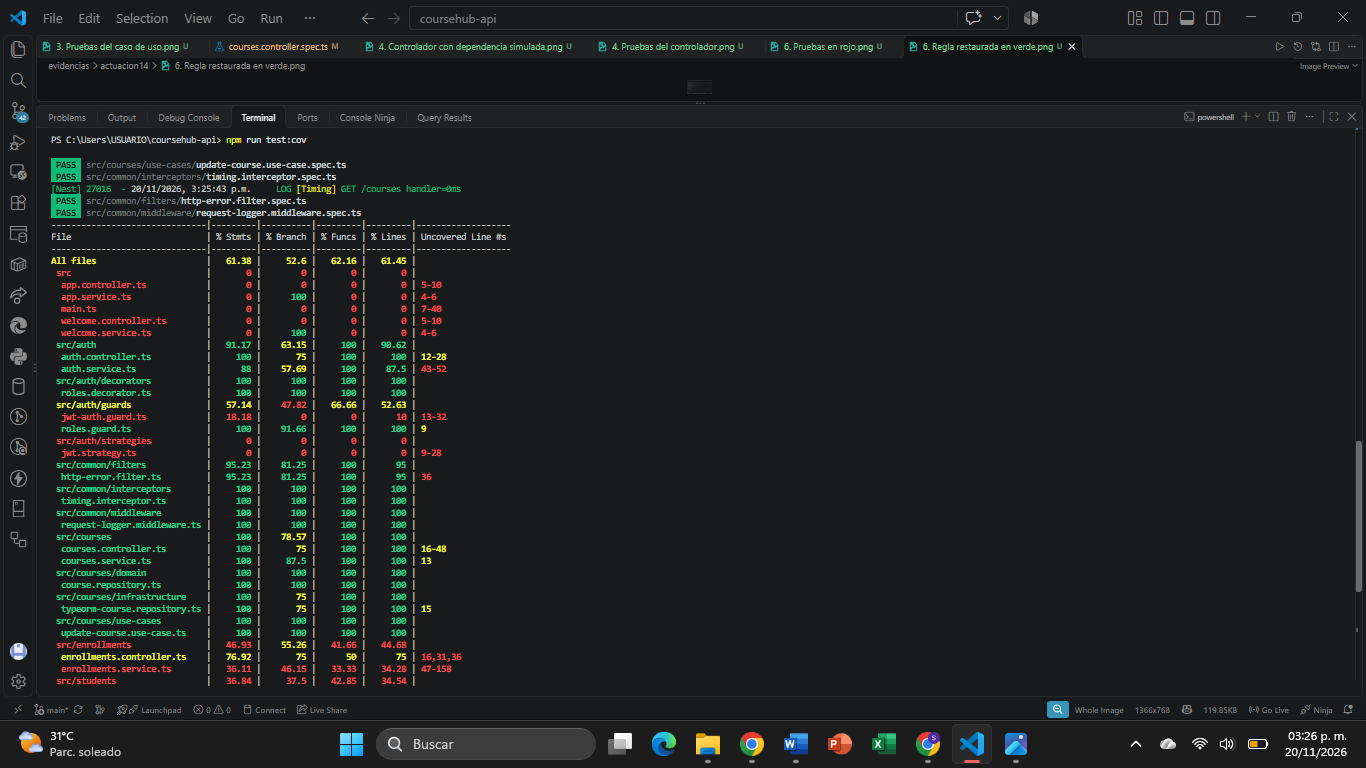 File Edit Selection View Go Run ··· coursehub-api
3. Pruebas del caso de uso.png U courses.controller.spec.ts M 4. Controlador con dependencia simulada.png U 4. Pruebas del controlador.png U 6. Pruebas en rojo.png U 6. Regla restaurada en verde.png U
evidencias > actuacion14 > 6. Regla restaurada en verde.png Image Preview
Problems Output Debug Console Terminal Ports Console Ninja Query Results powershell
PS C:\Users\USUARIO\coursehub-api> npm run test:cov
PASS src/courses/use-cases/update-course.use-case.spec.ts
PASS src/common/interceptors/timing.interceptor.spec.ts
[Nest] 27016 - 20/11/2026, 3:25:43 p.m. LOG [Timing] GET /courses handler=0ms
PASS src/common/filters/http-error.filter.spec.ts
PASS src/common/middleware/request-logger.middleware.spec.ts
-------------------------------|---------|----------|---------|---------|-------------------
File | % Stmts | % Branch | % Funcs | % Lines | Uncovered Line #s
-------------------------------|---------|----------|---------|---------|-------------------
All files | 61.38 | 52.6 | 62.16 | 61.45 |
src | 0 | 0 | 0 | 0 |
app.controller.ts | 0 | 0 | 0 | 0 | 5-10
app.service.ts | 0 | 100 | 0 | 0 | 4-6
main.ts | 0 | 0 | 0 | 0 | 7-40
welcome.controller.ts | 0 | 0 | 0 | 0 | 5-10
welcome.service.ts | 0 | 100 | 0 | 0 | 4-6
src/auth | 91.17 | 63.15 | 100 | 90.62 |
auth.controller.ts | 100 | 75 | 100 | 100 | 12-28
auth.service.ts | 88 | 57.69 | 100 | 87.5 | 43-52
src/auth/decorators | 100 | 100 | 100 | 100 |
roles.decorator.ts | 100 | 100 | 100 | 100 |
src/auth/guards | 57.14 | 47.82 | 66.66 | 52.63 |
jwt-auth.guard.ts | 18.18 | 0 | 0 | 10 | 13-32
roles.guard.ts | 100 | 91.66 | 100 | 100 | 9
src/auth/strategies | 0 | 0 | 0 | 0 |
jwt.strategy.ts | 0 | 0 | 0 | 0 | 9-28
src/common/filters | 95.23 | 81.25 | 100 | 95 |
http-error.filter.ts | 95.23 | 81.25 | 100 | 95 | 36
src/common/interceptors | 100 | 100 | 100 | 100 |
timing.interceptor.ts | 100 | 100 | 100 | 100 |
src/common/middleware | 100 | 100 | 100 | 100 |
request-logger.middleware.ts | 100 | 100 | 100 | 100 |
src/courses | 100 | 78.57 | 100 | 100 |
courses.controller.ts | 100 | 75 | 100 | 100 | 16-48
courses.service.ts | 100 | 87.5 | 100 | 100 | 13
src/courses/domain | 100 | 100 | 100 | 100 |
course.repository.ts | 100 | 100 | 100 | 100 |
src/courses/infrastructure | 100 | 75 | 100 | 100 |
typeorm-course.repository.ts | 100 | 75 | 100 | 100 | 15
src/courses/use-cases | 100 | 100 | 100 | 100 |
update-course.use-case.ts | 100 | 100 | 100 | 100 |
src/enrollments | 46.93 | 55.26 | 41.66 | 44.68 |
enrollments.controller.ts | 76.92 | 75 | 50 | 75 | 16,31,36
enrollments.service.ts | 36.11 | 46.15 | 33.33 | 34.28 | 47-158
src/students | 36.84 | 37.5 | 42.85 | 34.54 |
42
main* Launchpad 0 0 Connect Live Share Whole Image 1366x768 119.85KB Go Live Ninja
31°C
Parc. soleado
Buscar
03:26 p. m.
20/11/2026